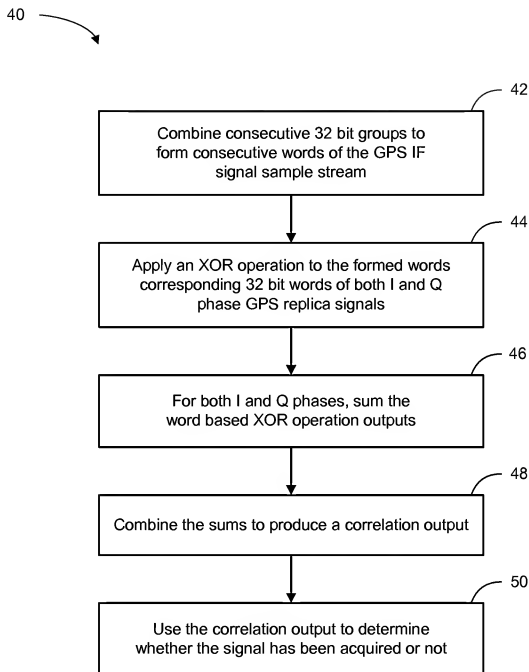 40
42
Combine consecutive 32 bit groups to
form consecutive words of the GPS IF
signal sample stream
44
Apply an XOR operation to the formed words
corresponding 32 bit words of both I and Q
phase GPS replica signals
46
For both I and Q phases, sum the
word based XOR operation outputs
48
Combine the sums to produce a correlation output
50
Use the correlation output to determine
whether the signal has been acquired or not